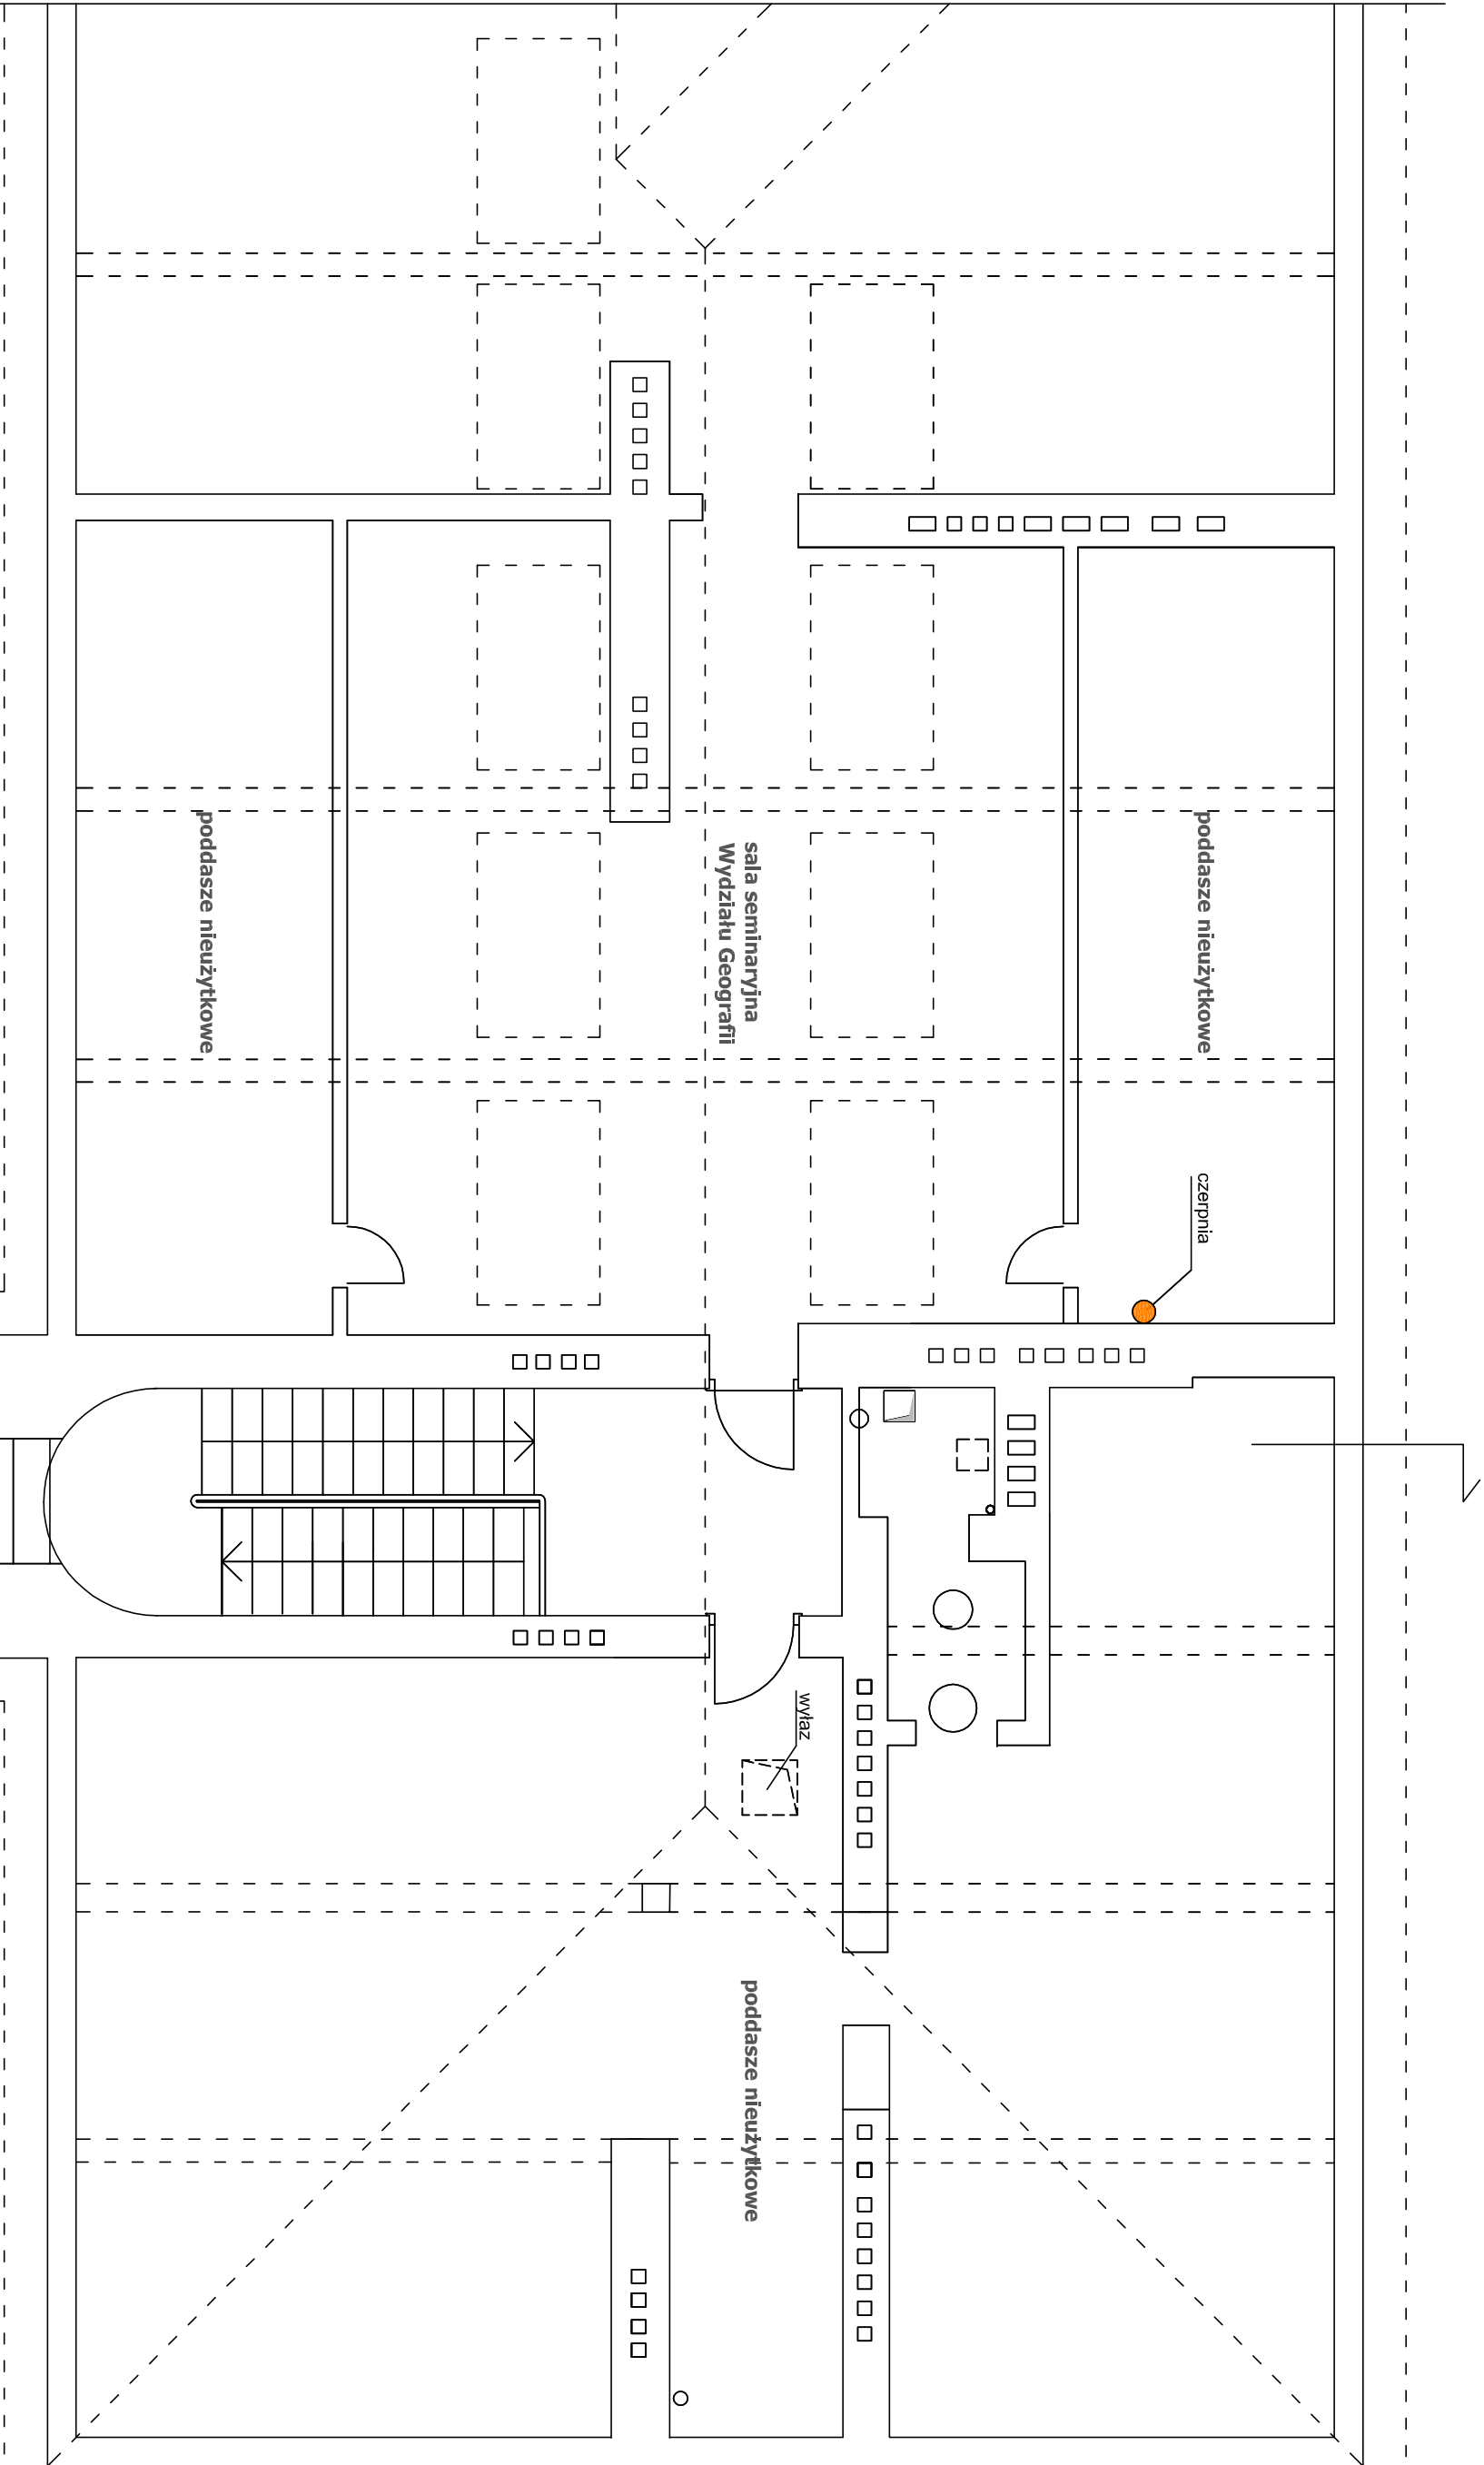 poddasze nieużytkowe
sala seminaryjna
Wydziału Geografii
poddasze nieużytkowe
czerpnia
wyłaz
poddasze nieużytkowe